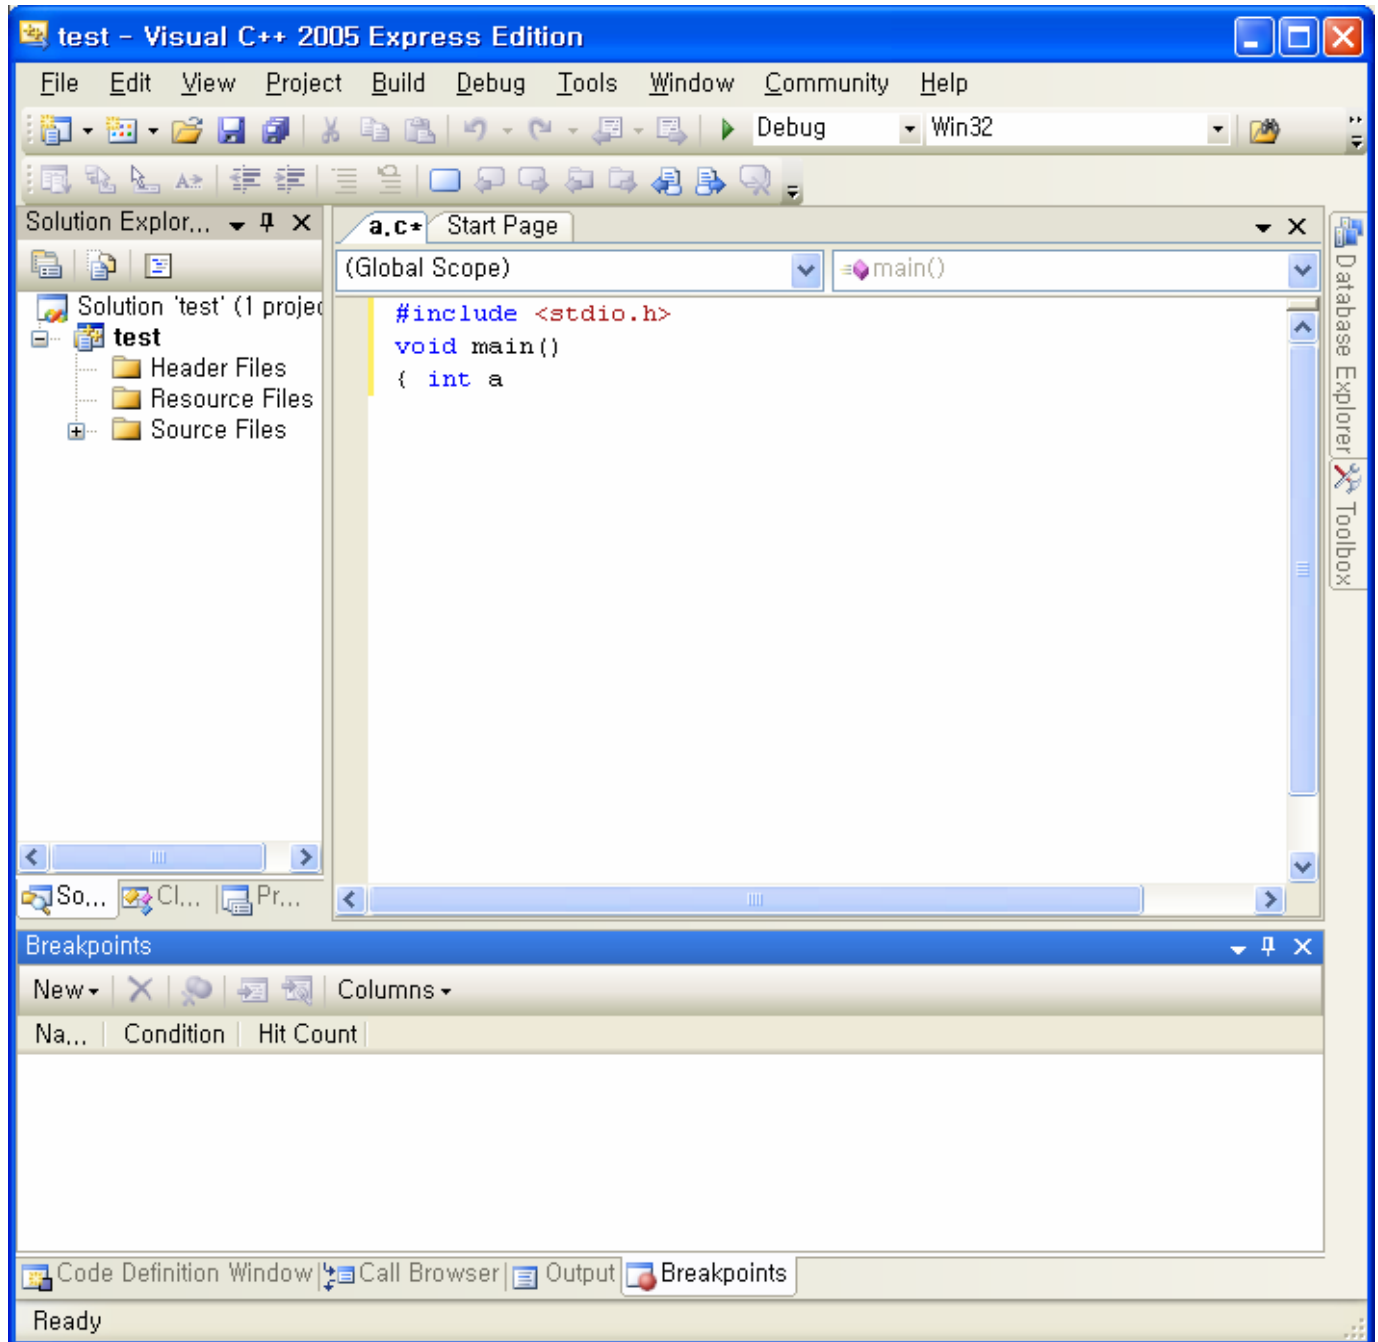 test - Visual C++ 2005 Express Edition
File Edit View Project Build Debug Tools Window Community Help
Debug Win32
Solution Explor...
a.c* Start Page
(Global Scope) main()
Solution 'test' (1 projec
test
Header Files
Resource Files
Source Files
#include <stdio.h>
void main()
{ int a
Database Explorer
Toolbox
So... Cl... Pr...
Breakpoints
New Columns
Na... Condition Hit Count
Code Definition Window Call Browser Output Breakpoints
Ready